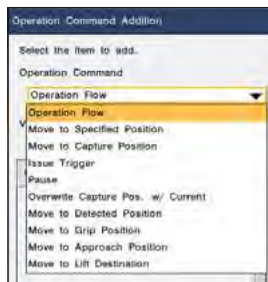 Operation Command Addition
Select the item to add.
Operation Command
Operation Flow
Operation Flow
Move to Specified Position
Move to Capture Position
Issue Trigger
Pause
Overwrite Capture Pos. w/ Current
Move to Detected Position
Move to Grip Position
Move to Approach Position
Move to Lift Destination